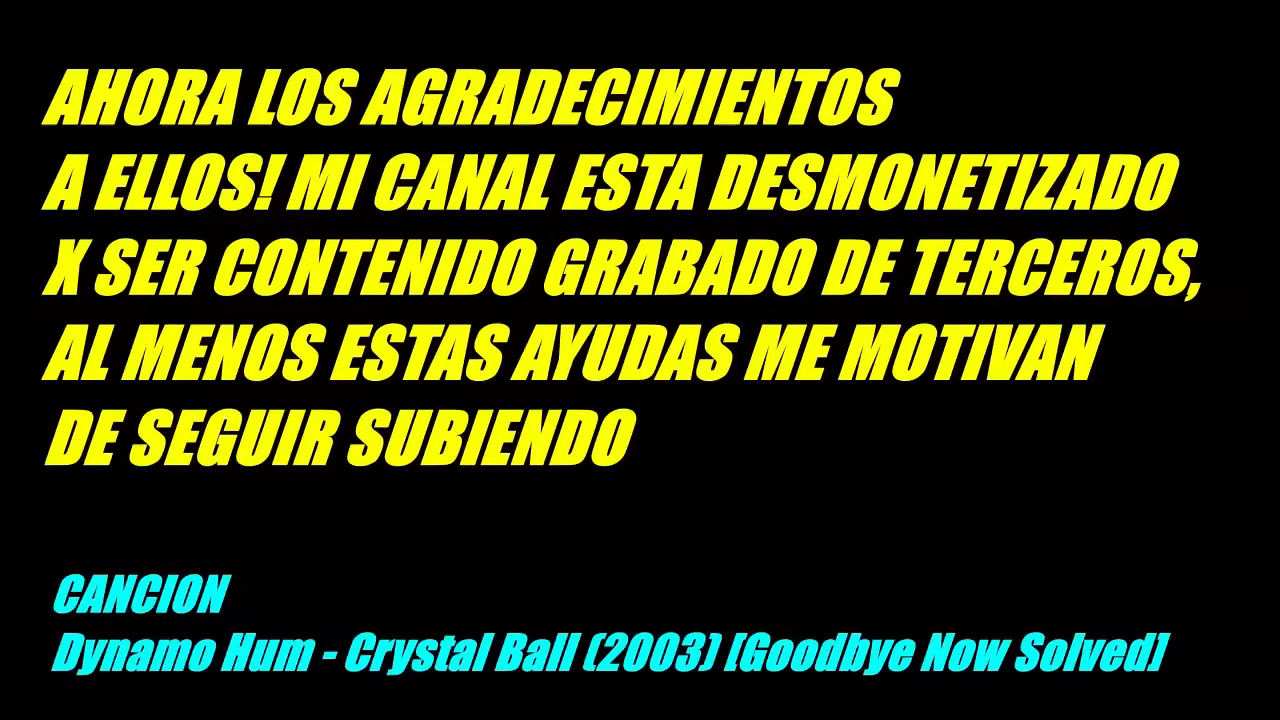 AHORA LOS AGRADECIMIENTOS
A ELLOS! MI CANAL ESTA DESMONETIZADO
X SER CONTENIDO GRABADO DE TERCEROS,
AL MENOS ESTAS AYUDAS ME MOTIVAN
DE SEGUIR SUBIENDO
CANCION
Dynamo Hum - Crystal Ball (2003) [Goodbye Now Solved]